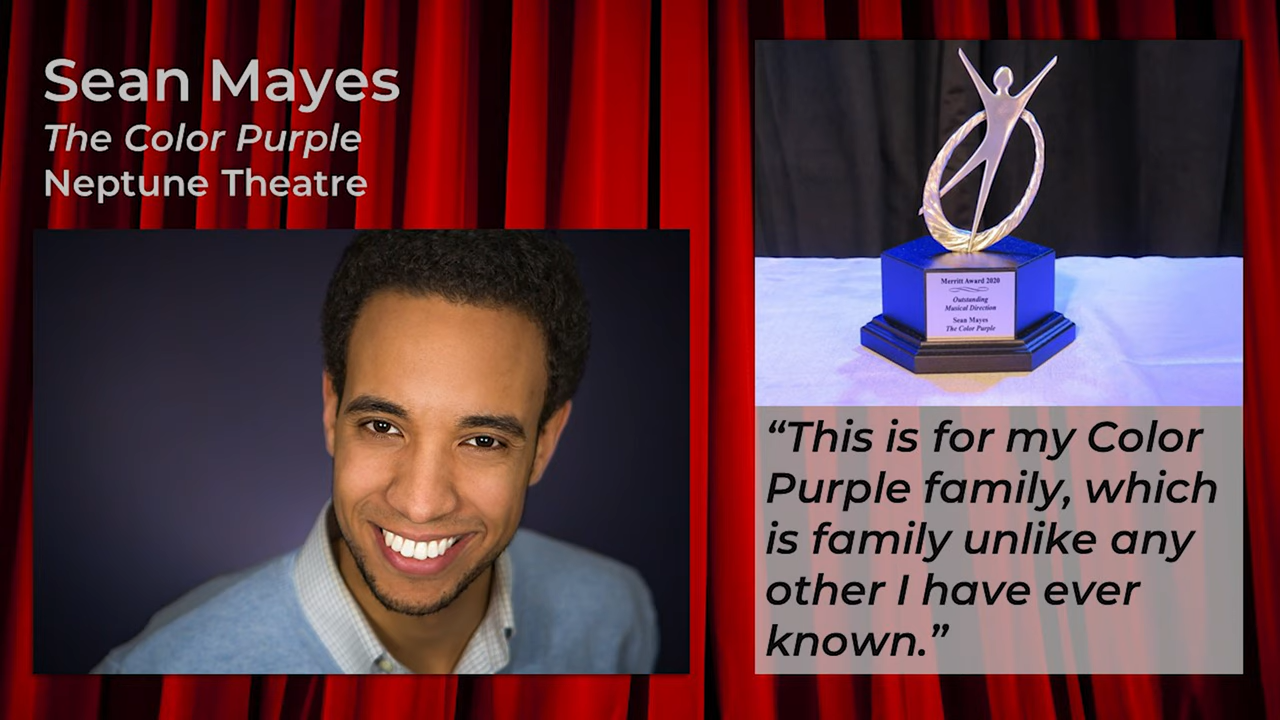 Sean Mayes
The Color Purple
Neptune Theatre
Merritt Award 2020
Outstanding
Musical Direction
Sean Mayes
The Color Purple
“This is for my Color
Purple family, which
is family unlike any
other I have ever
known.”